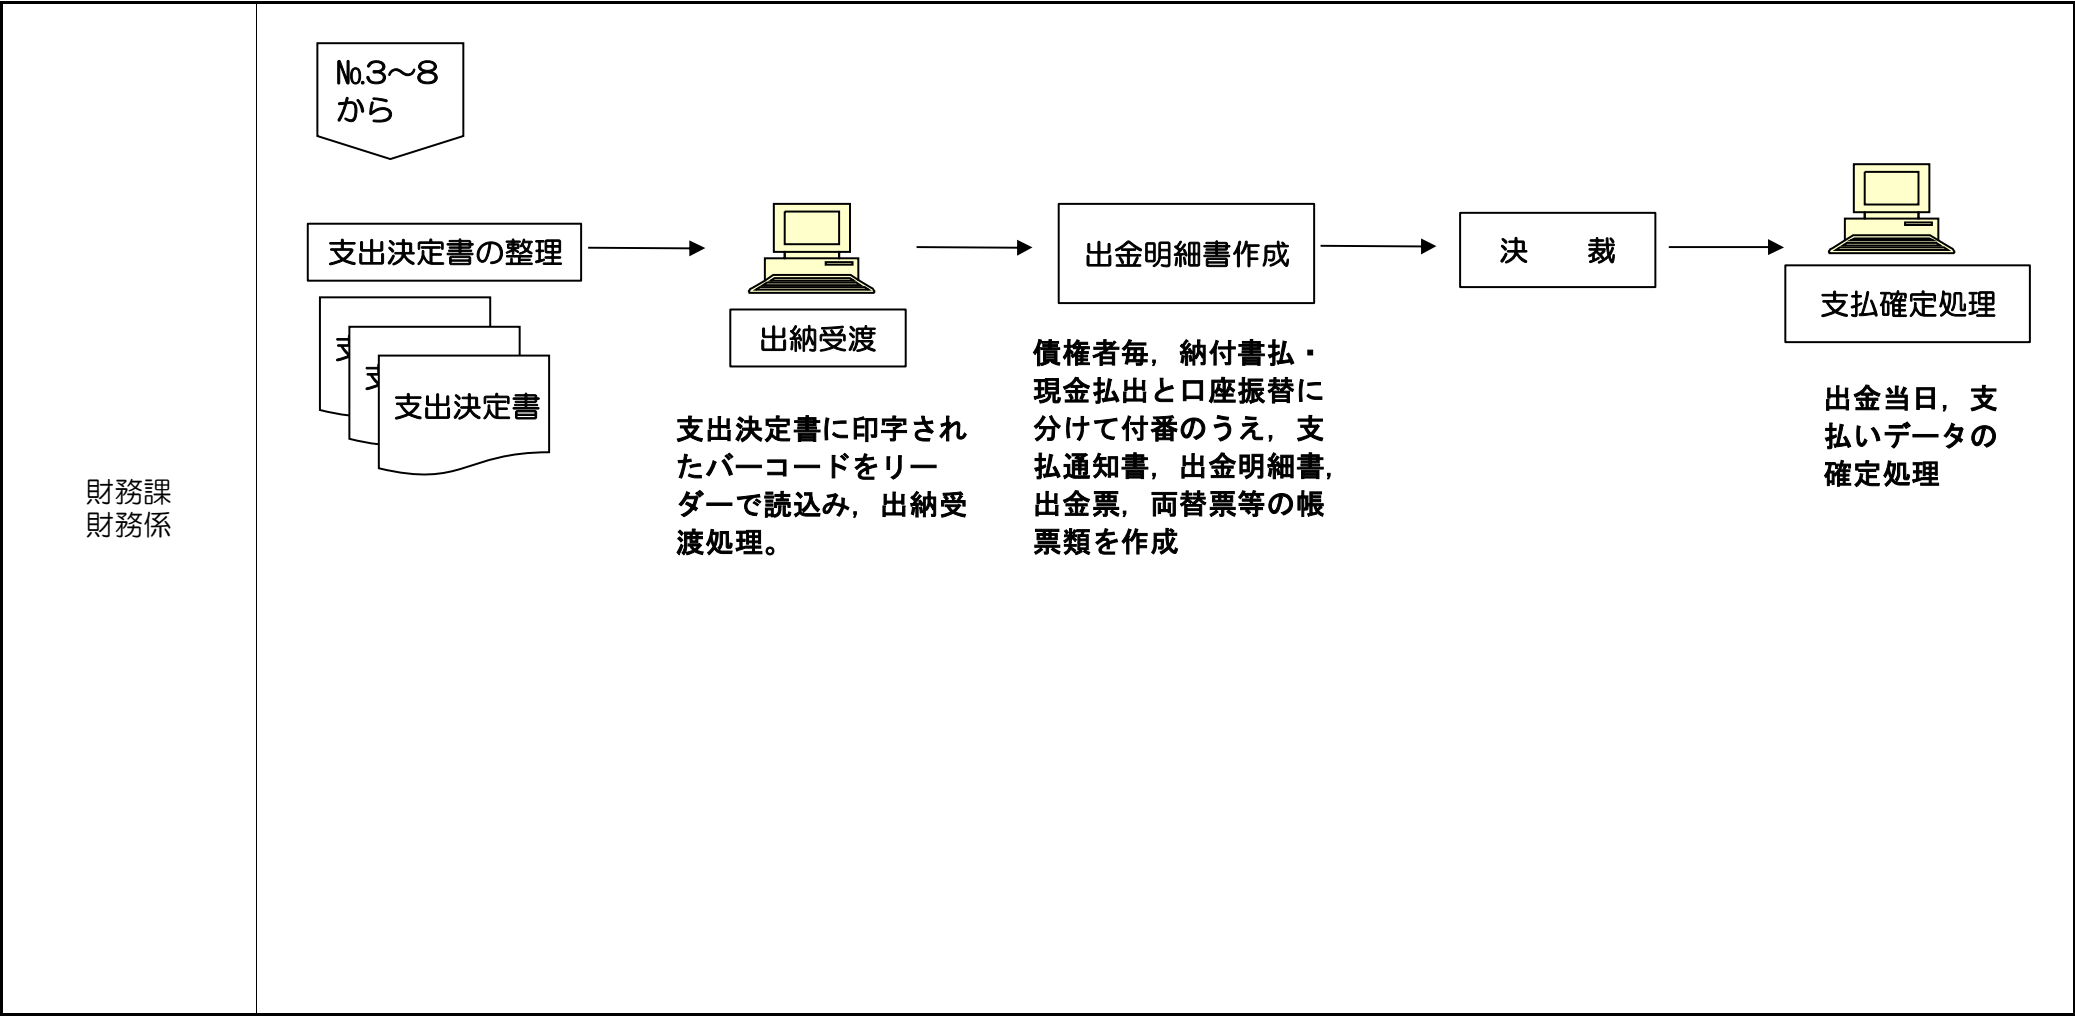 財務課
財務係
№3～8
から
支出決定書の整理
支
支
支出決定書
出納受渡
支出決定書に印字され
たバーコードをリー
ダーで読込み，出納受
渡処理。
出金明細書作成
債権者毎，納付書払・
現金払出と口座振替に
分けて付番のうえ，支
払通知書，出金明細書，
出金票，両替票等の帳
票類を作成
決　　裁
支払確定処理
出金当日，支
払いデータの
確定処理